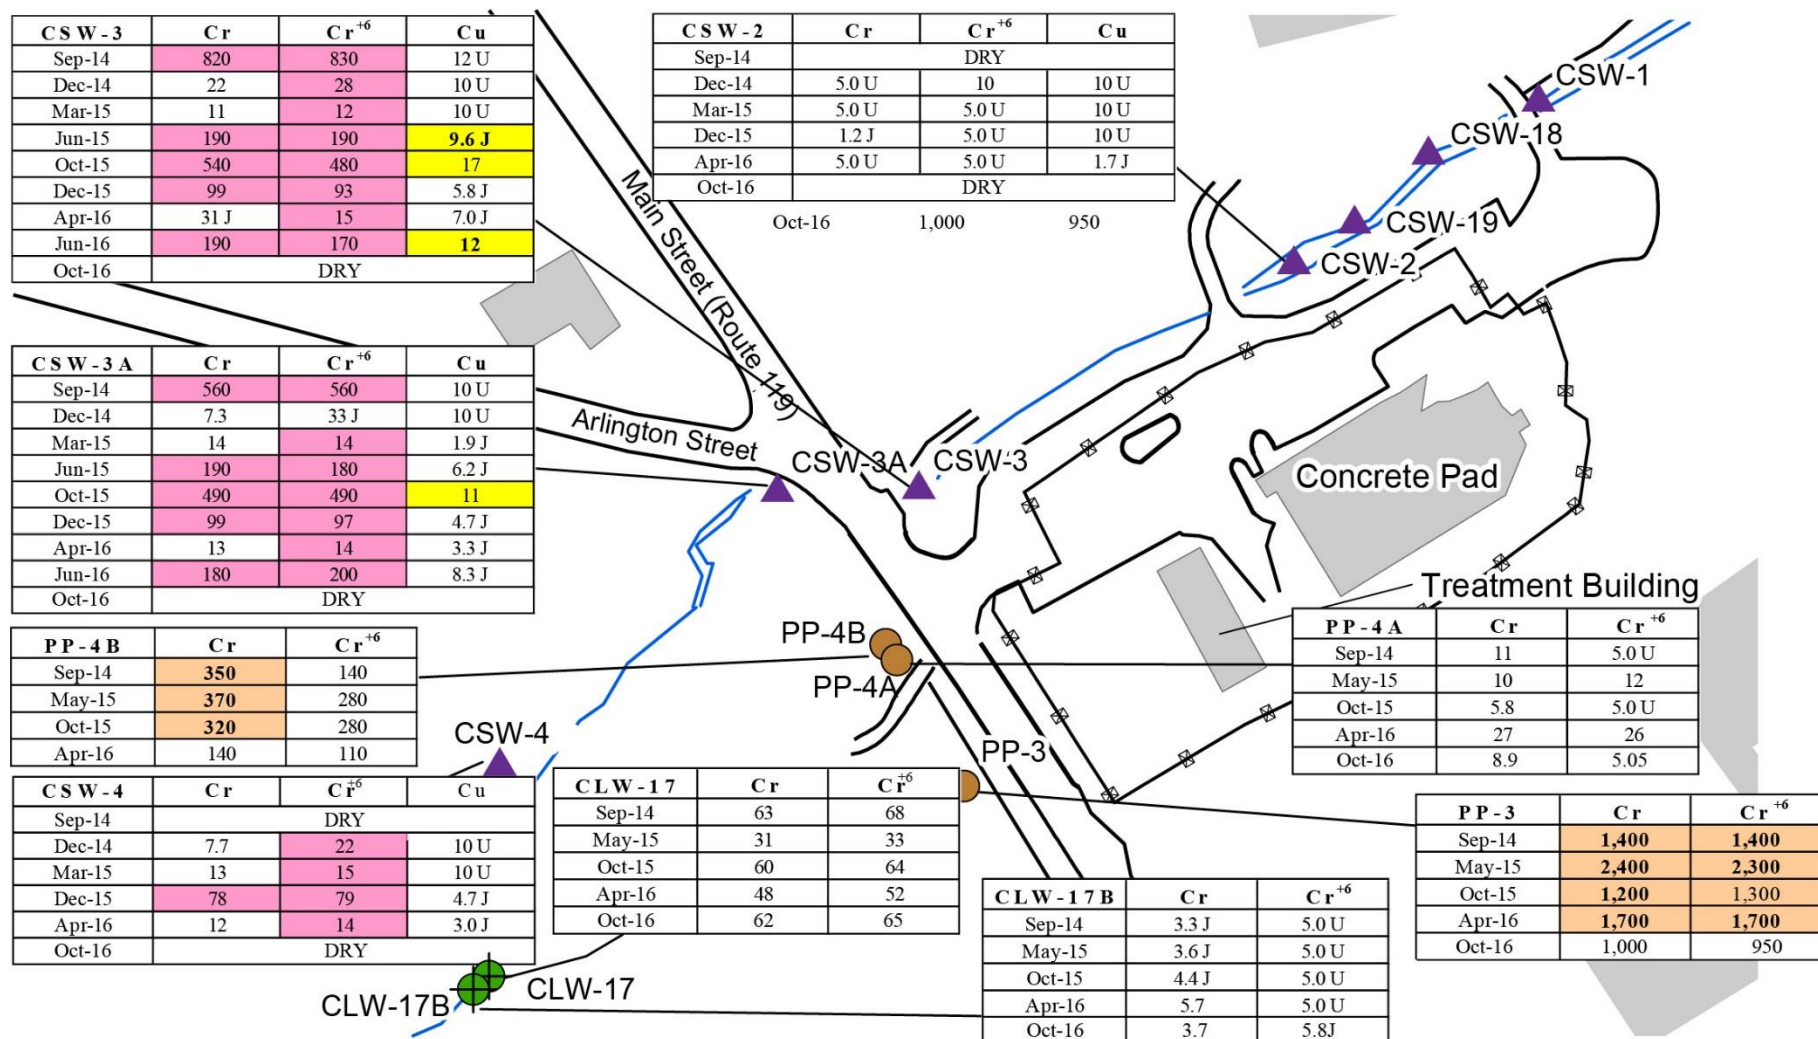 CSW-3 Cr Cr+6 Cu
Sep-14 820 830 12 U
Dec-14 22 28 10 U
Mar-15 11 12 10 U
Jun-15 190 190 9.6 J
Oct-15 540 480 17
Dec-15 99 93 5.8 J
Apr-16 31 J 15 7.0 J
Jun-16 190 170 12
Oct-16 DRY
CSW-2 Cr Cr+6 Cu
Sep-14 DRY
Dec-14 5.0 U 10 10 U
Mar-15 5.0 U 5.0 U 10 U
Dec-15 1.2 J 5.0 U 10 U
Apr-16 5.0 U 5.0 U 1.7 J
Oct-16 DRY
Oct-16 1,000 950
CSW-1
CSW-18
CSW-19
CSW-2
Main Street (Route 119)
CSW-3A Cr Cr+6 Cu
Sep-14 560 560 10 U
Dec-14 7.3 33 J 10 U
Mar-15 14 14 1.9 J
Jun-15 190 180 6.2 J
Oct-15 490 490 11
Dec-15 99 97 4.7 J
Apr-16 13 14 3.3 J
Jun-16 180 200 8.3 J
Oct-16 DRY
Arlington Street
CSW-3A
CSW-3
Concrete Pad
Treatment Building
PP-4B
PP-4A
PP-4B Cr Cr+6
Sep-14 350 140
May-15 370 280
Oct-15 320 280
Apr-16 140 110
PP-4A Cr Cr+6
Sep-14 11 5.0 U
May-15 10 12
Oct-15 5.8 5.0 U
Apr-16 27 26
Oct-16 8.9 5.05
CSW-4
PP-3
CSW-4 Cr Cr+6 Cu
Sep-14 DRY
Dec-14 7.7 22 10 U
Mar-15 13 15 10 U
Dec-15 78 79 4.7 J
Apr-16 12 14 3.0 J
Oct-16 DRY
CLW-17 Cr Cr+6
Sep-14 63 68
May-15 31 33
Oct-15 60 64
Apr-16 48 52
Oct-16 62 65
PP-3 Cr Cr+6
Sep-14 1,400 1,400
May-15 2,400 2,300
Oct-15 1,200 1,300
Apr-16 1,700 1,700
Oct-16 1,000 950
CLW-17B Cr Cr+6
Sep-14 3.3 J 5.0 U
May-15 3.6 J 5.0 U
Oct-15 4.4 J 5.0 U
Apr-16 5.7 5.0 U
Oct-16 3.7 5.8J
CLW-17
CLW-17B